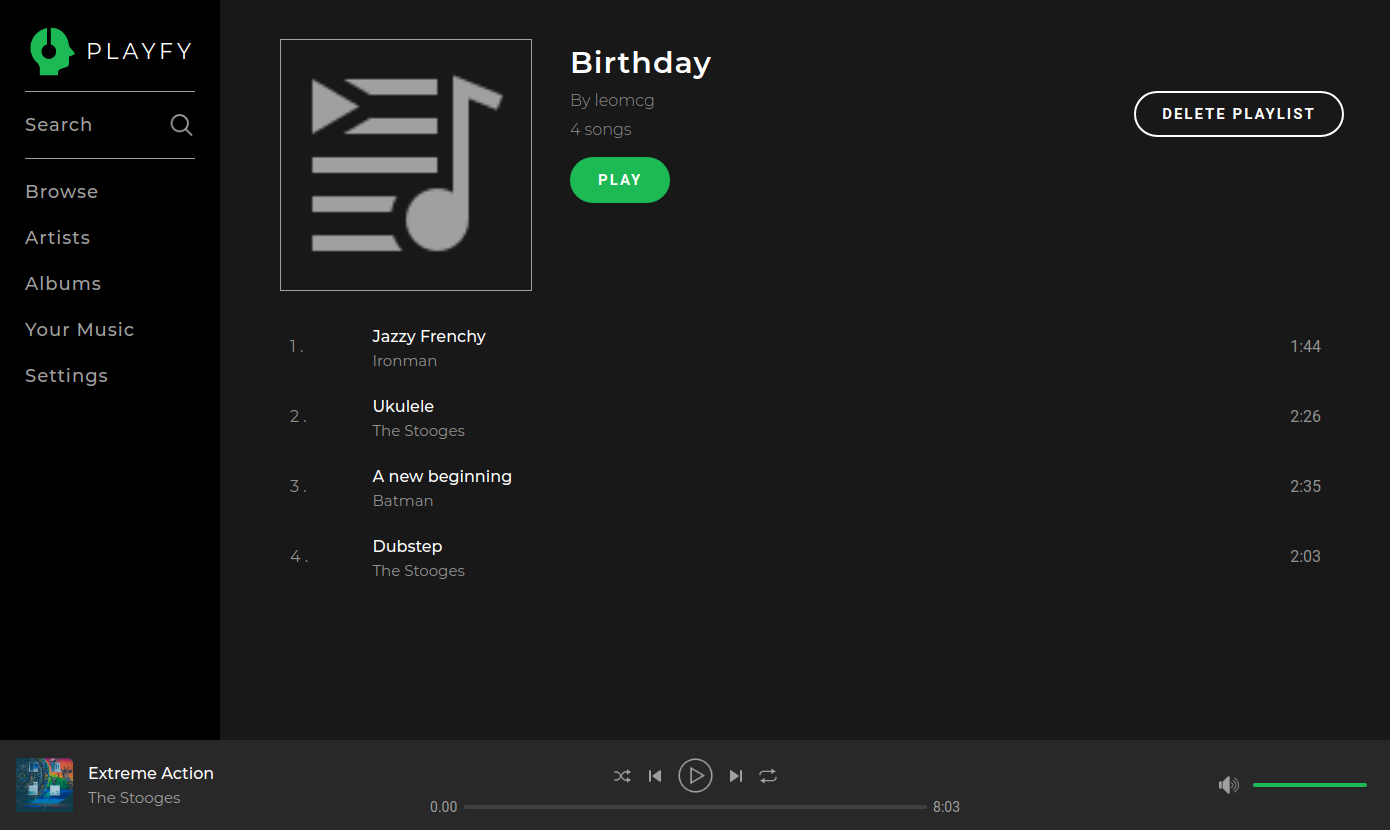 PLAYFY
Search
Browse
Artists
Albums
Your Music
Settings
Birthday
By leomcg
4 songs
PLAY
DELETE PLAYLIST
1 .
Jazzy Frenchy
Ironman
1:44
2 .
Ukulele
The Stooges
2:26
3 .
A new beginning
Batman
2:35
4 .
Dubstep
The Stooges
2:03
Extreme Action
The Stooges
0.00
8:03